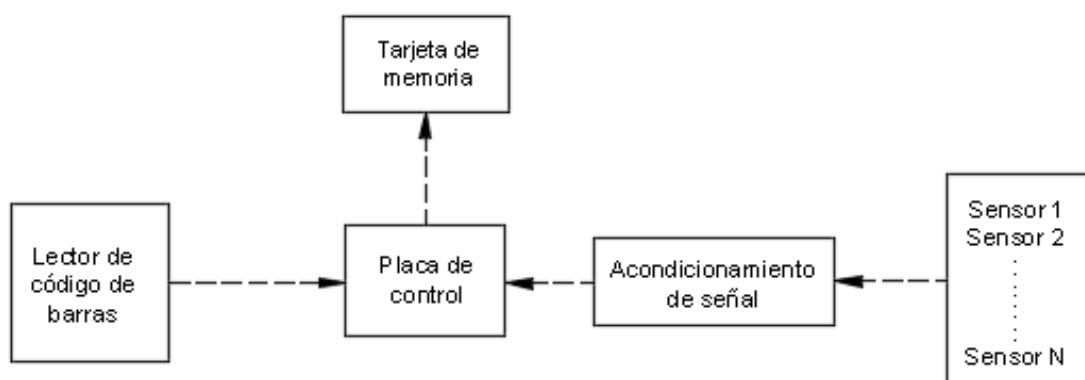 Tarjeta de
memoria
Lector de
código de
barras
Placa de
control
Acondicionamiento
de señal
Sensor 1
Sensor 2
Sensor N